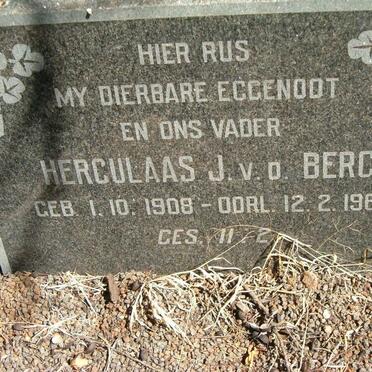 HIER RUS
MY DIERBARE EGGENOOT
EN ONS VADER
HERCULAAS J. v. d. BERG
GEB. 1. 10. 1908 - OORL. 12. 2. 196
GES. 11